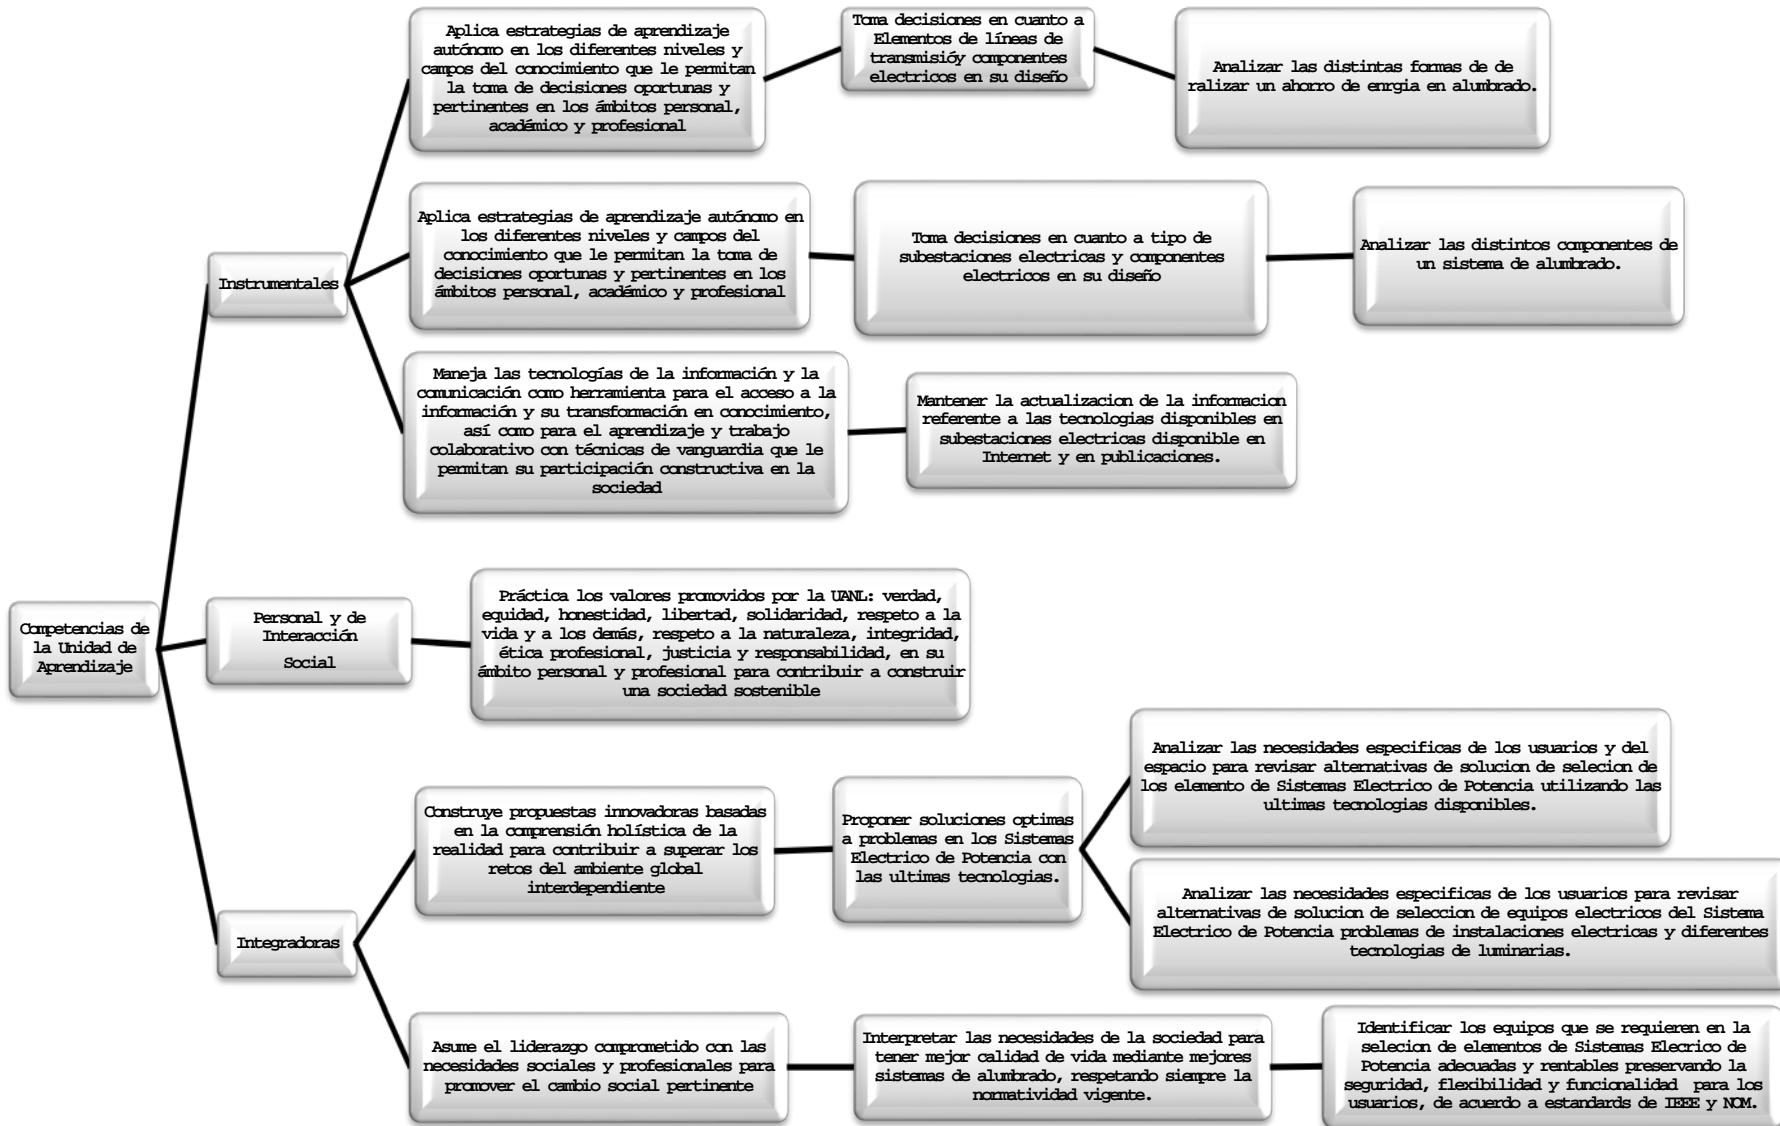 Aplica estrategias de aprendizaje
autónomo en los diferentes niveles y
campos del conocimiento que le permitan
la toma de decisiones oportunas y
pertinentes en los ámbitos personal,
académico y profesional
Toma decisiones en cuanto a
Elementos de líneas de
transmisióy componentes
electricos en su diseño
Analizar las distintas formas de de
ralizar un ahorro de enrgia en alumbrado.
Aplica estrategias de aprendizaje autónomo en
los diferentes niveles y campos del
conocimiento que le permitan la toma de
decisiones oportunas y pertinentes en los
ámbitos personal, académico y profesional
Toma decisiones en cuanto a tipo de
subestaciones electricas y componentes
electricos en su diseño
Analizar las distintos componentes de
un sistema de alumbrado.
Instrumentales
Maneja las tecnologías de la información y la
comunicación como herramienta para el acceso a la
información y su transformación en conocimiento,
así como para el aprendizaje y trabajo
colaborativo con técnicas de vanguardia que le
permitan su participación constructiva en la
sociedad
Mantener la actualizacion de la informacion
referente a las tecnologias disponibles en
subestaciones electricas disponible en
Internet y en publicaciones.
Competencias de
la Unidad de
Aprendizaje
Personal y de
Interacción
Social
Práctica los valores promovidos por la UANL: verdad,
equidad, honestidad, libertad, solidaridad, respeto a la
vida y a los demás, respeto a la naturaleza, integridad,
ética profesional, justicia y responsabilidad, en su
ámbito personal y profesional para contribuir a construir
una sociedad sostenible
Integradoras
Construye propuestas innovadoras basadas
en la comprensión holística de la
realidad para contribuir a superar los
retos del ambiente global
interdependiente
Proponer soluciones optimas
a problemas en los Sistemas
Electrico de Potencia con
las ultimas tecnologias.
Analizar las necesidades especificas de los usuarios y del
espacio para revisar alternativas de solucion de selecion de
los elemento de Sistemas Electrico de Potencia utilizando las
ultimas tecnologias disponibles.
Analizar las necesidades especificas de los usuarios para revisar
alternativas de solucion de seleccion de equipos electricos del Sistema
Electrico de Potencia problemas de instalaciones electricas y diferentes
tecnologias de luminarias.
Asume el liderazgo comprometido con las
necesidades sociales y profesionales para
promover el cambio social pertinente
Interpretar las necesidades de la sociedad para
tener mejor calidad de vida mediante mejores
sistemas de alumbrado, respetando siempre la
normatividad vigente.
Identificar los equipos que se requieren en la
selecion de elementos de Sistemas Elecrico de
Potencia adecuadas y rentables preservando la
seguridad, flexibilidad y funcionalidad para los
usuarios, de acuerdo a estandards de IEEE y NOM.